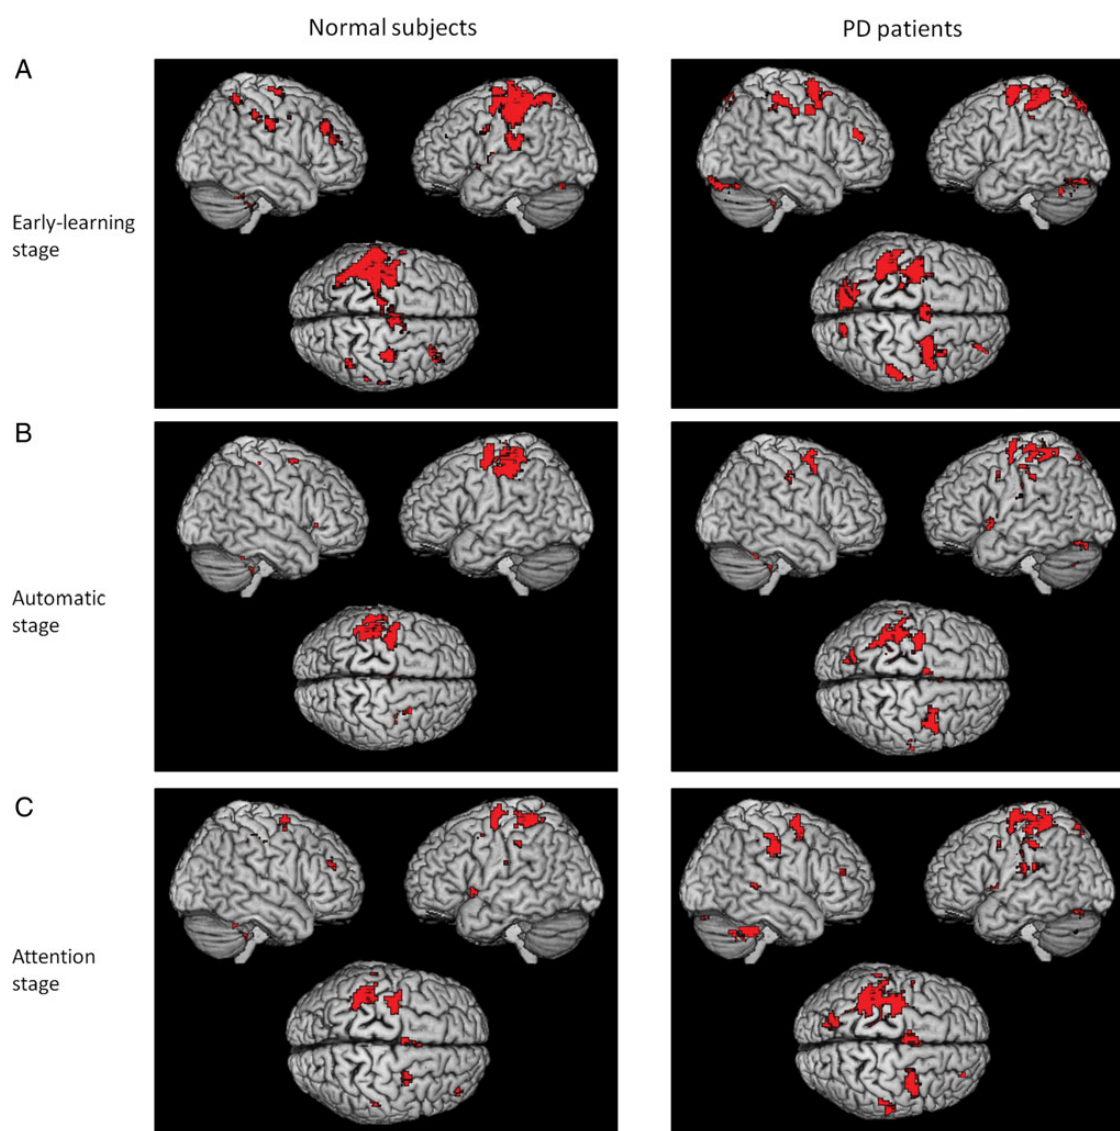 Normal subjects
PD patients
A
Early-learning
stage
B
Automatic
stage
C
Attention
stage